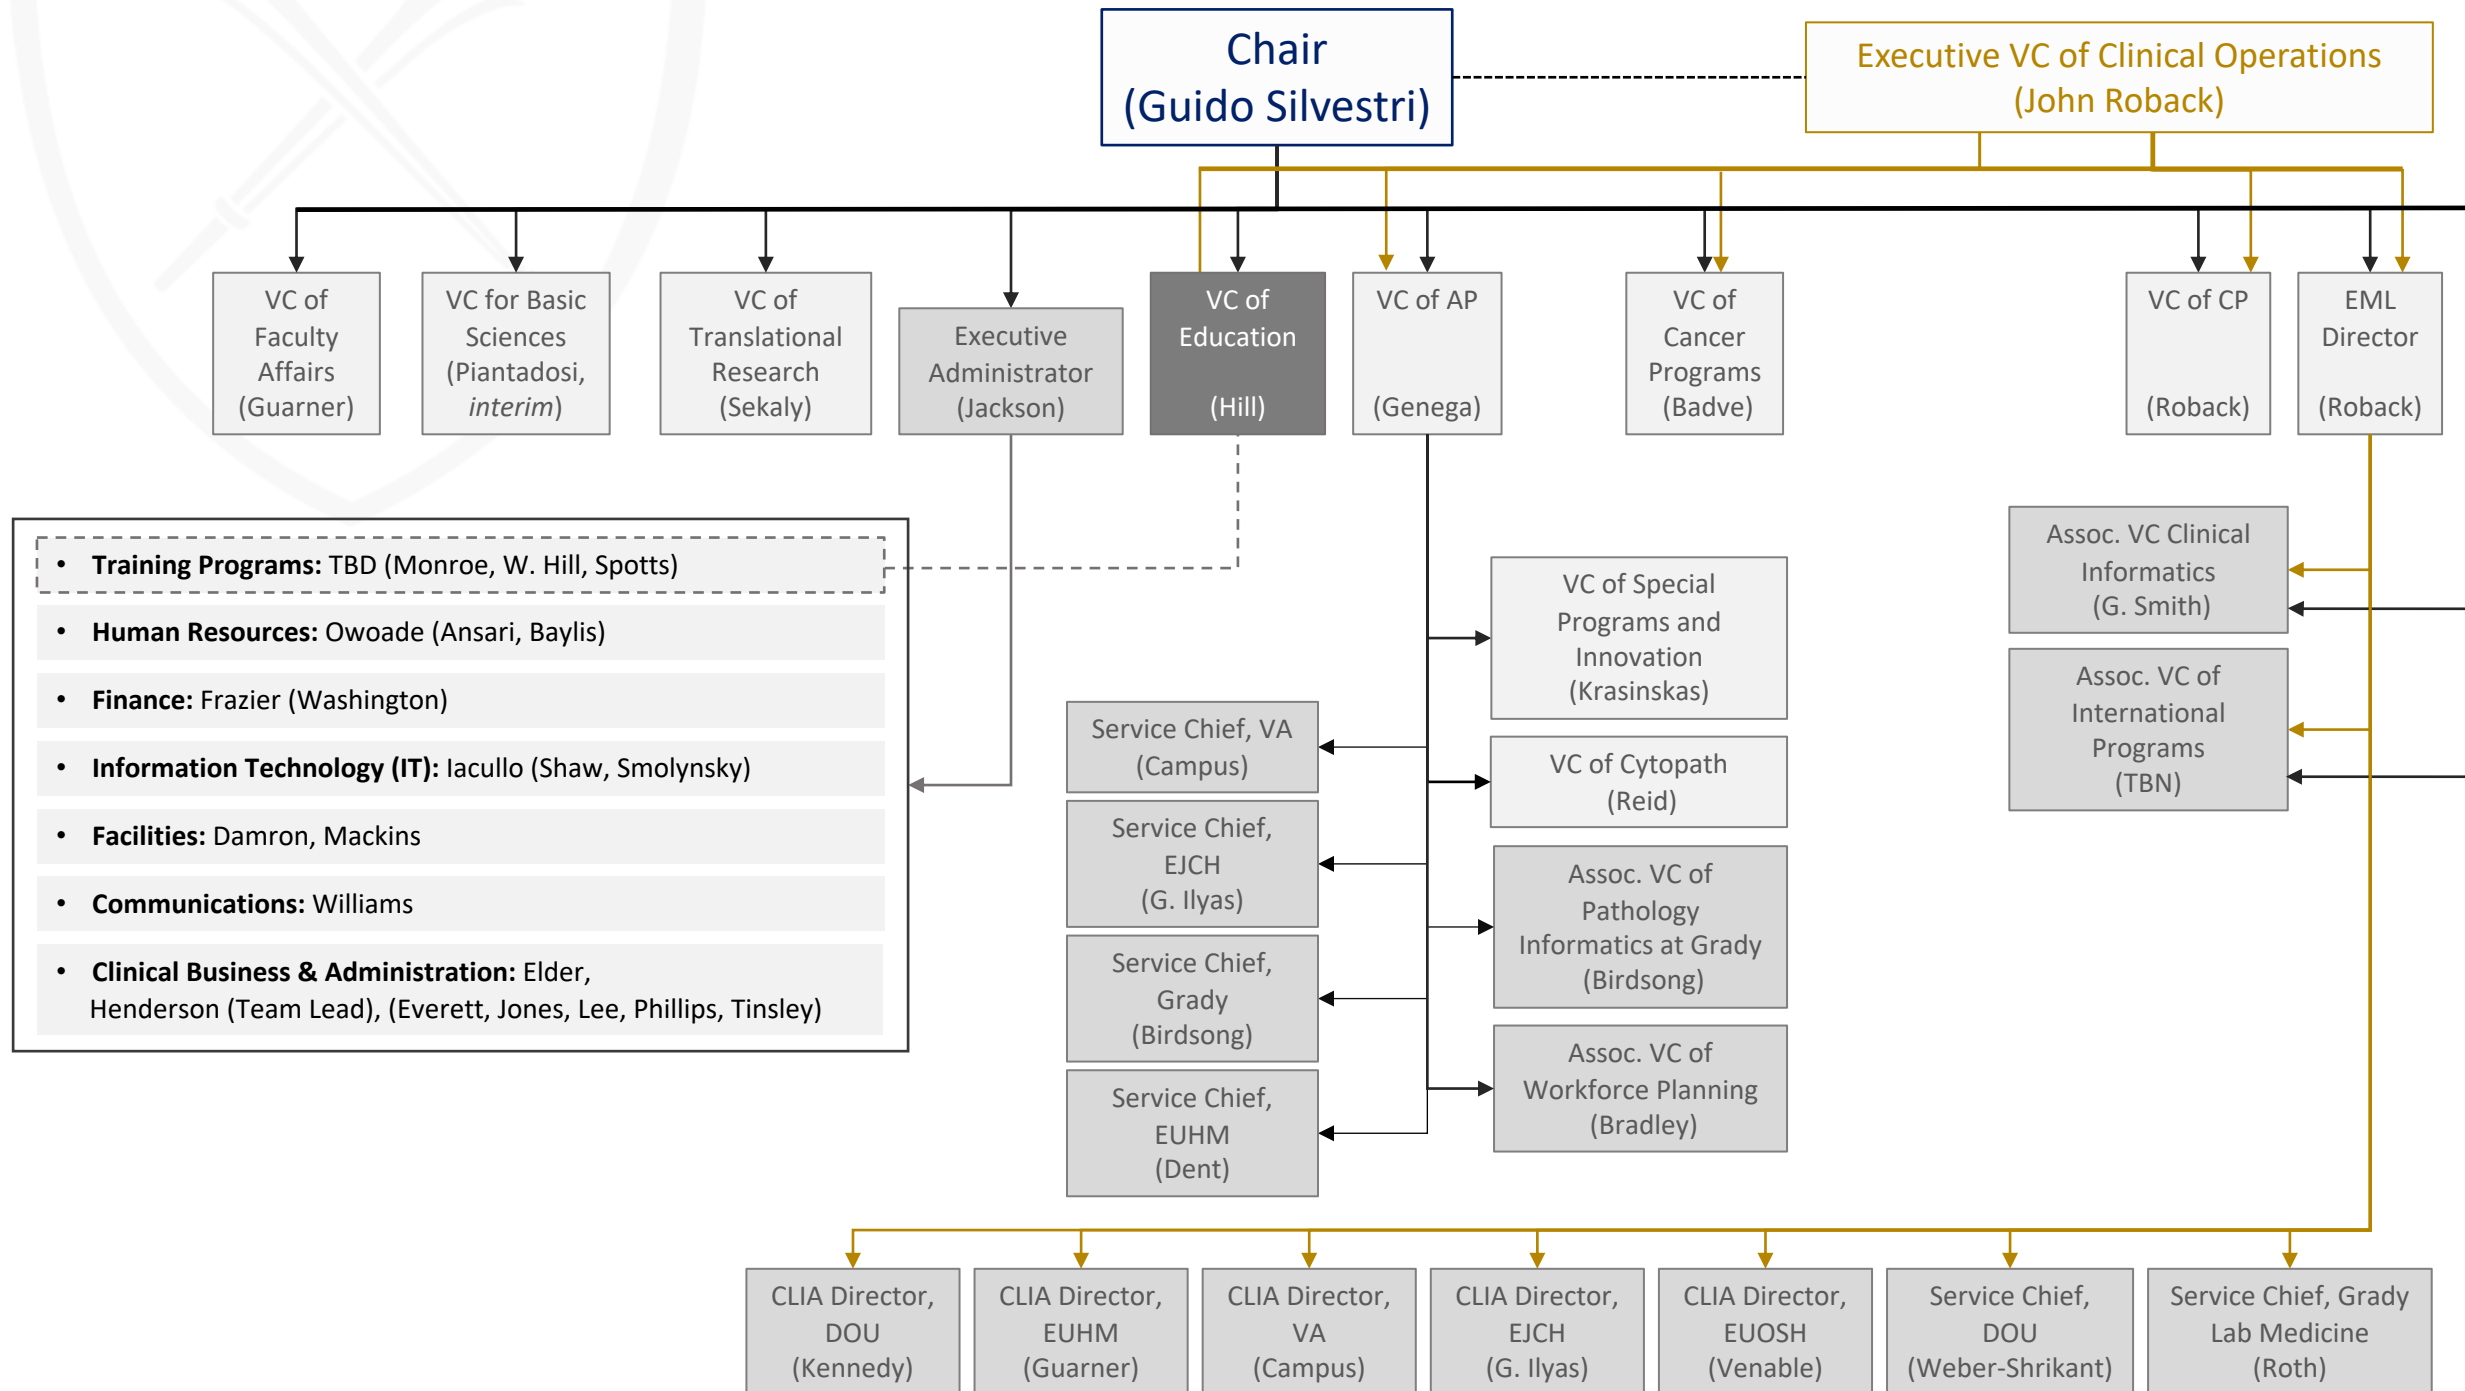 Chair
(Guido Silvestri)
Executive VC of Clinical Operations
(John Roback)
VC of
Faculty
Affairs
(Guarner)
VC for Basic
Sciences
(Piantadosi,
interim)
VC of
Translational
Research
(Sekaly)
Executive
Administrator
(Jackson)
VC of
Education
(Hill)
VC of AP
(Genega)
VC of
Cancer
Programs
(Badve)
VC of CP
(Roback)
EML
Director
(Roback)
• Training Programs: TBD (Monroe, W. Hill, Spotts)
• Human Resources: Owoade (Ansari, Baylis)
• Finance: Frazier (Washington)
• Information Technology (IT): Iacullo (Shaw, Smolynsky)
• Facilities: Damron, Mackins
• Communications: Williams
• Clinical Business & Administration: Elder,
Henderson (Team Lead), (Everett, Jones, Lee, Phillips, Tinsley)
Service Chief, VA
(Campus)
Service Chief,
EJCH
(G. Ilyas)
Service Chief,
Grady
(Birdsong)
Service Chief,
EUHM
(Dent)
VC of Special
Programs and
Innovation
(Krasinskas)
VC of Cytopath
(Reid)
Assoc. VC of
Pathology
Informatics at Grady
(Birdsong)
Assoc. VC of
Workforce Planning
(Bradley)
Assoc. VC Clinical
Informatics
(G. Smith)
Assoc. VC of
International
Programs
(TBN)
CLIA Director,
DOU
(Kennedy)
CLIA Director,
EUHM
(Guarner)
CLIA Director,
VA
(Campus)
CLIA Director,
EJCH
(G. Ilyas)
CLIA Director,
EUOSH
(Venable)
Service Chief,
DOU
(Weber-Shrikant)
Service Chief, Grady
Lab Medicine
(Roth)